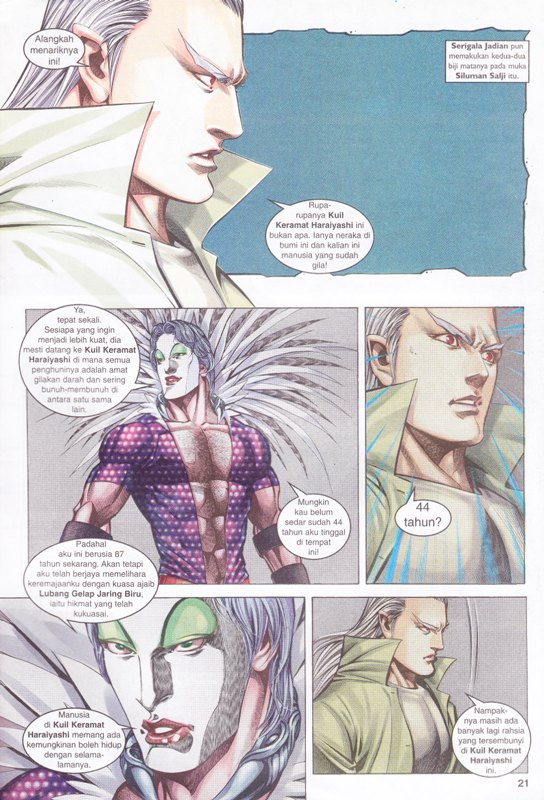 Alangkah
menariknya
ini!
Serigala Jadian pun
memakukan kedua-dua
biji matanya pada muka
Siluman Salji itu.
Rupa-
rupanya Kuil
Keramat Haraiyashi ini
bukan apa. Ianya neraka di
bumi ini dan kalian ini
manusia yang sudah
gila!
Ya,
tepat sekali.
Sesiapa yang ingin
menjadi lebih kuat, dia
mesti datang ke Kuil Keramat
Haraiyashi di mana semua
penghuninya adalah amat
gilakan darah dan sering
bunuh-membunuh di
antara satu sama
lain.
Mungkin
kau belum
sedar sudah 44
tahun aku tinggal
di tempat
ini!
44
tahun?
Padahal
aku ini berusia 87
tahun sekarang. Akan tetapi
aku telah berjaya memelihara
keremajaanku dengan kuasa ajaib
Lubang Gelap Jaring Biru,
iaitu hikmat yang telah
kukuasai.
Manusia
di Kuil Keramat
Haraiyashi memang ada
kemungkinan boleh hidup
dengan selama-
lamanya.
Nampak-
nya masih ada
banyak lagi rahsia
yang tersembunyi
di Kuil Keramat
Haraiyashi
ini.
21